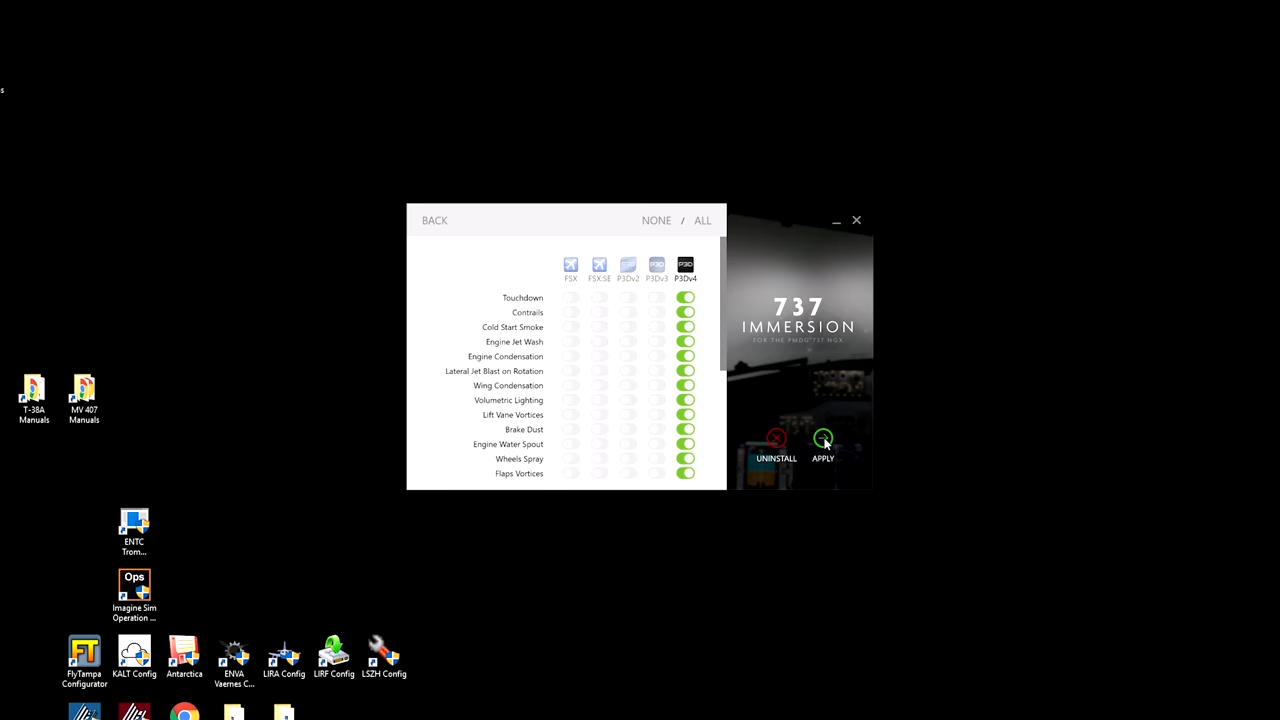 s
BACK
NONE / ALL
FSX
FSX:SE
P3Dv2
P3Dv3
P3Dv4
P3D
Touchdown
Contrails
Cold Start Smoke
Engine Jet Wash
Engine Condensation
Lateral Jet Blast on Rotation
Wing Condensation
Volumetric Lighting
Lift Vane Vortices
Brake Dust
Engine Water Spout
Wheels Spray
Flaps Vortices
737
IMMERSION
FOR THE PMDG 737 NGX
UNINSTALL
APPLY
T-38A
Manuals
MV 407
Manuals
ENTC
Trom...
Ops
Imagine Sim
Operation ...
FT
FlyTampa
Configurator
KALT Config
Antarctica
ENVA
Vaernes C...
LIRA Config
LIRF Config
LSZH Config